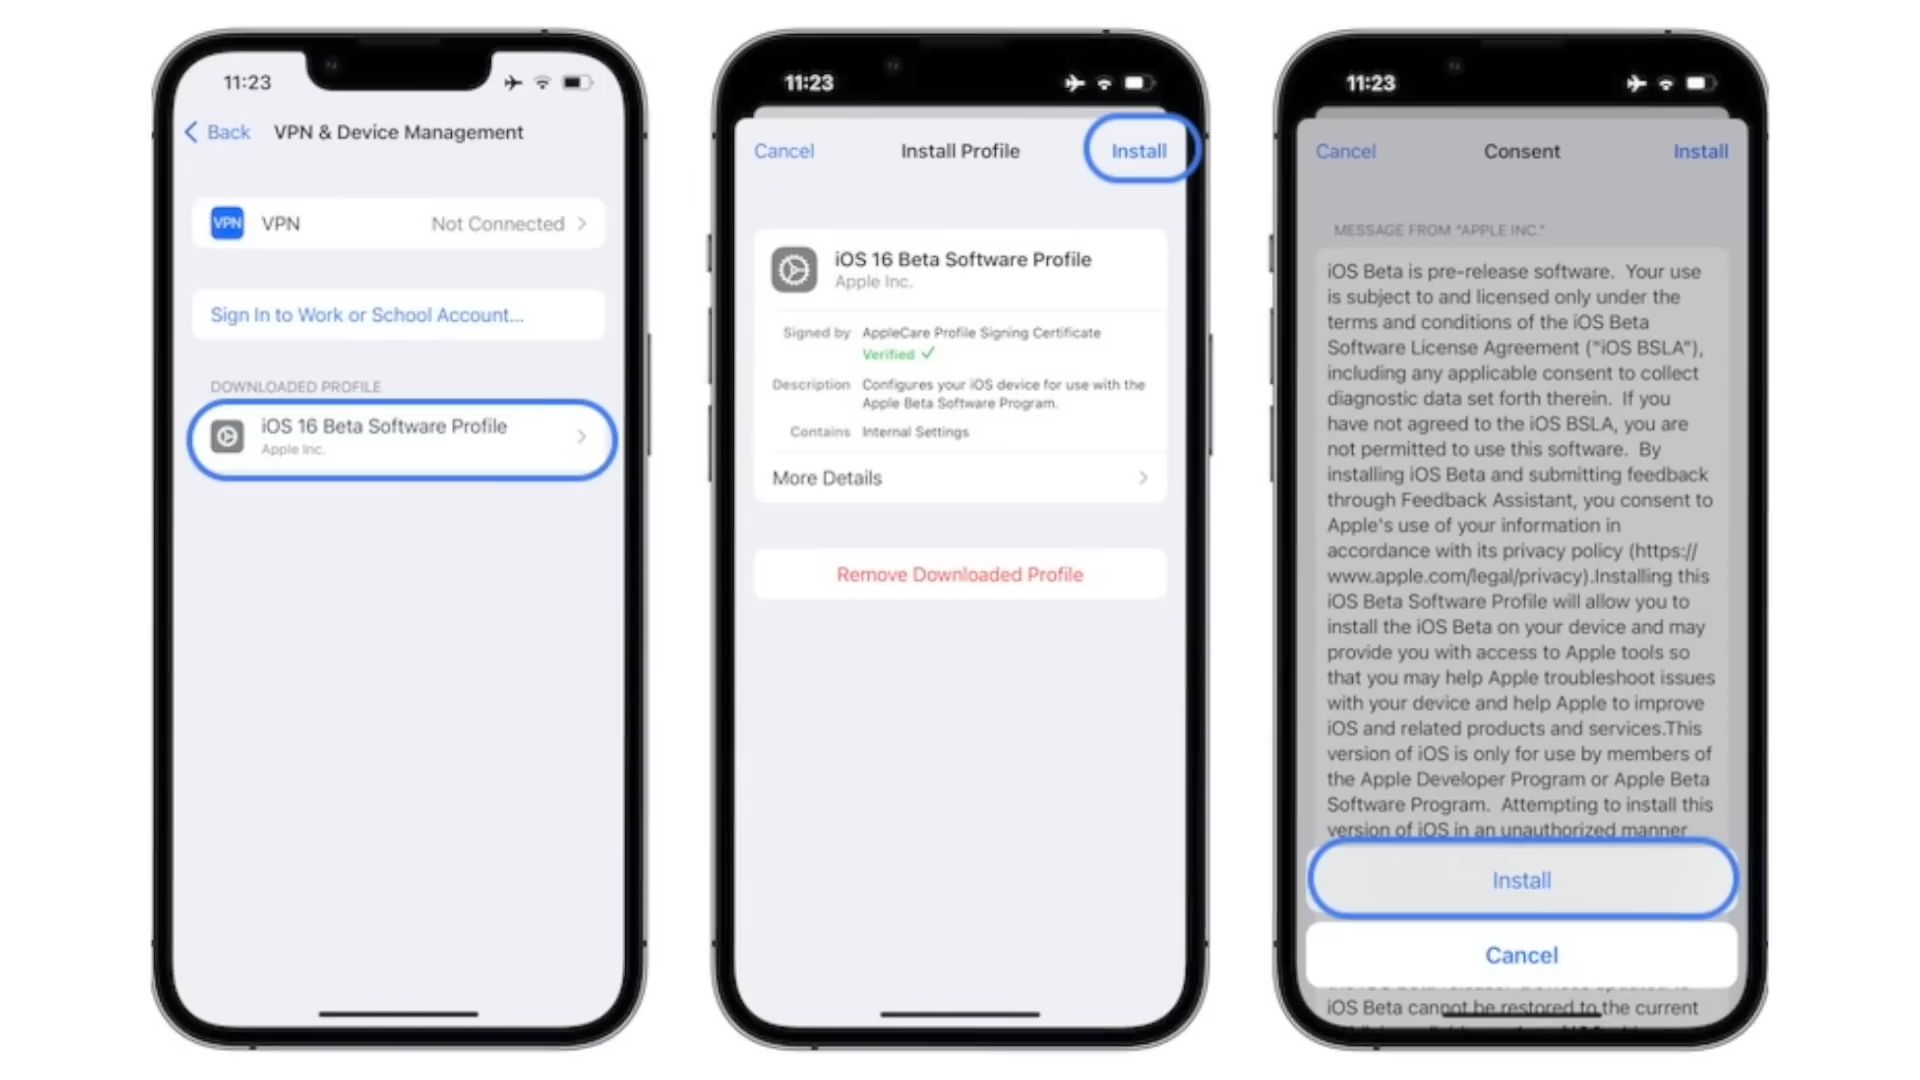 11:23
Back VPN & Device Management
VPN VPN Not Connected
Sign In to Work or School Account...
DOWNLOADED PROFILE
iOS 16 Beta Software Profile
Apple Inc.
11:23
Cancel Install Profile Install
iOS 16 Beta Software Profile
Apple Inc.
Signed by AppleCare Profile Signing Certificate
Verified
Description Configures your iOS device for use with the
Apple Beta Software Program.
Contains Internal Settings
More Details
Remove Downloaded Profile
11:23
Cancel Consent Install
MESSAGE FROM "APPLE INC."
iOS Beta is pre-release software. Your use
is subject to and licensed only under the
terms and conditions of the iOS Beta
Software License Agreement ("iOS BSLA"),
including any applicable consent to collect
diagnostic data set forth therein. If you
have not agreed to the iOS BSLA, you are
not permitted to use this software. By
installing iOS Beta and submitting feedback
through Feedback Assistant, you consent to
Apple's use of your information in
accordance with its privacy policy (https://
www.apple.com/legal/privacy).Installing this
iOS Beta Software Profile will allow you to
install the iOS Beta on your device and may
provide you with access to Apple tools so
that you may help Apple troubleshoot issues
with your device and help Apple to improve
iOS and related products and services.This
version of iOS is only for use by members of
the Apple Developer Program or Apple Beta
Software Program. Attempting to install this
version of iOS in an unauthorized manner
Install
Cancel
iOS Beta cannot be restored to the current